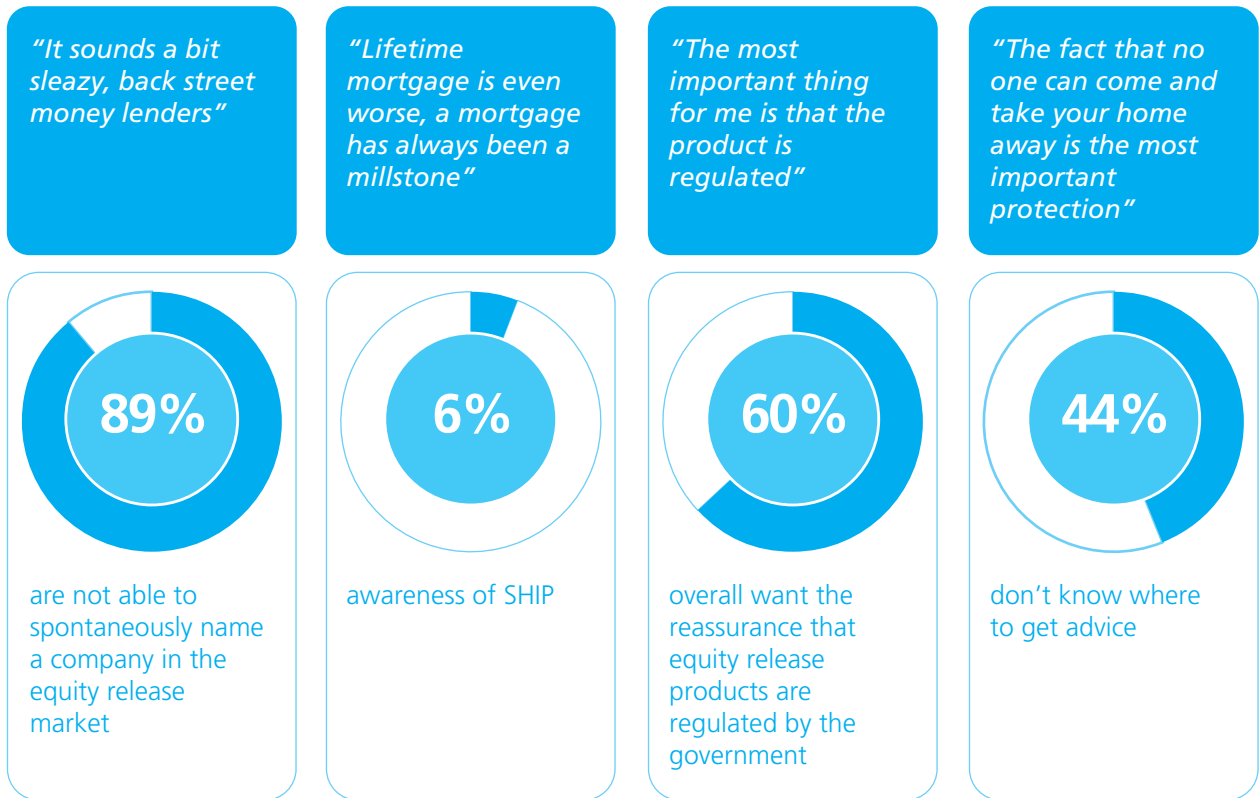 “It sounds a bit
sleazy, back street
money lenders”
“Lifetime
mortgage is even
worse, a mortgage
has always been a
millstone”
“The most
important thing
for me is that the
product is
regulated”
“The fact that no
one can come and
take your home
away is the most
important
protection”
89%
are not able to
spontaneously name
a company in the
equity release
market
6%
awareness of SHIP
60%
overall want the
reassurance that
equity release
products are
regulated by the
government
44%
don’t know where
to get advice